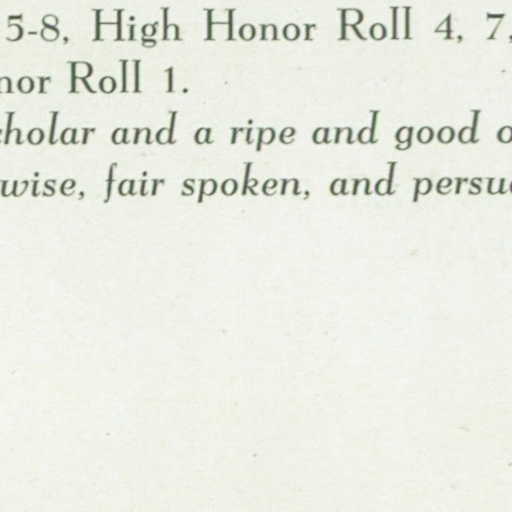 5-8, High Honor Roll 4, 7,
nor Roll 1.
cholar and a ripe and good o
wise, fair spoken, and persu